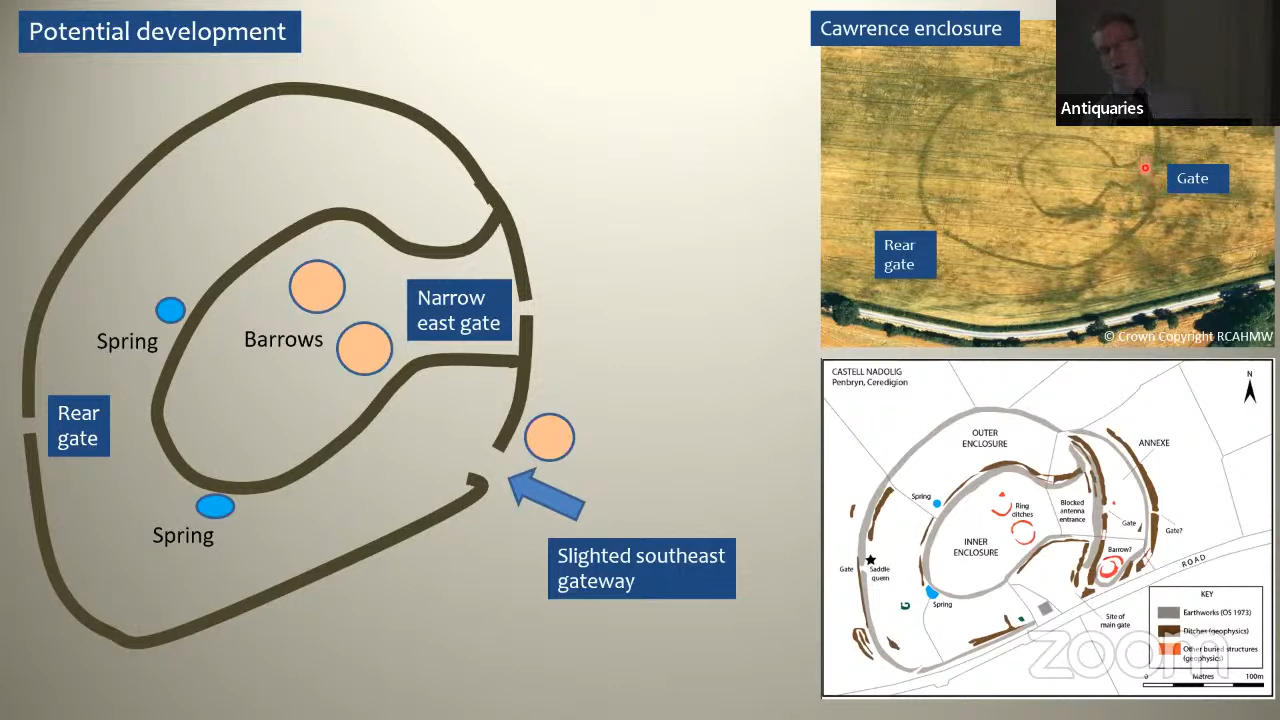 Potential development
Cawrence enclosure
Antiquaries
Gate
Rear
gate
© Crown Copyright RCAHMW
Spring
Barrows
Narrow
east gate
Rear
gate
Spring
Slighted southeast
gateway
CASTELL NADOLIG
Penbryn, Ceredigion
N
OUTER
ENCLOSURE
ANNEXE
Spring
Ring
ditches
Blocked
antenna
entrance
Gate
Gate?
INNER
ENCLOSURE
Barrow?
ROAD
Gate
Saddle
quern
Spring
Site of
main gate
KEY
Earthworks (OS 1973)
Ditches (geophysics)
Other buried structures
(geophysics)
0 Metres 100m
zoom